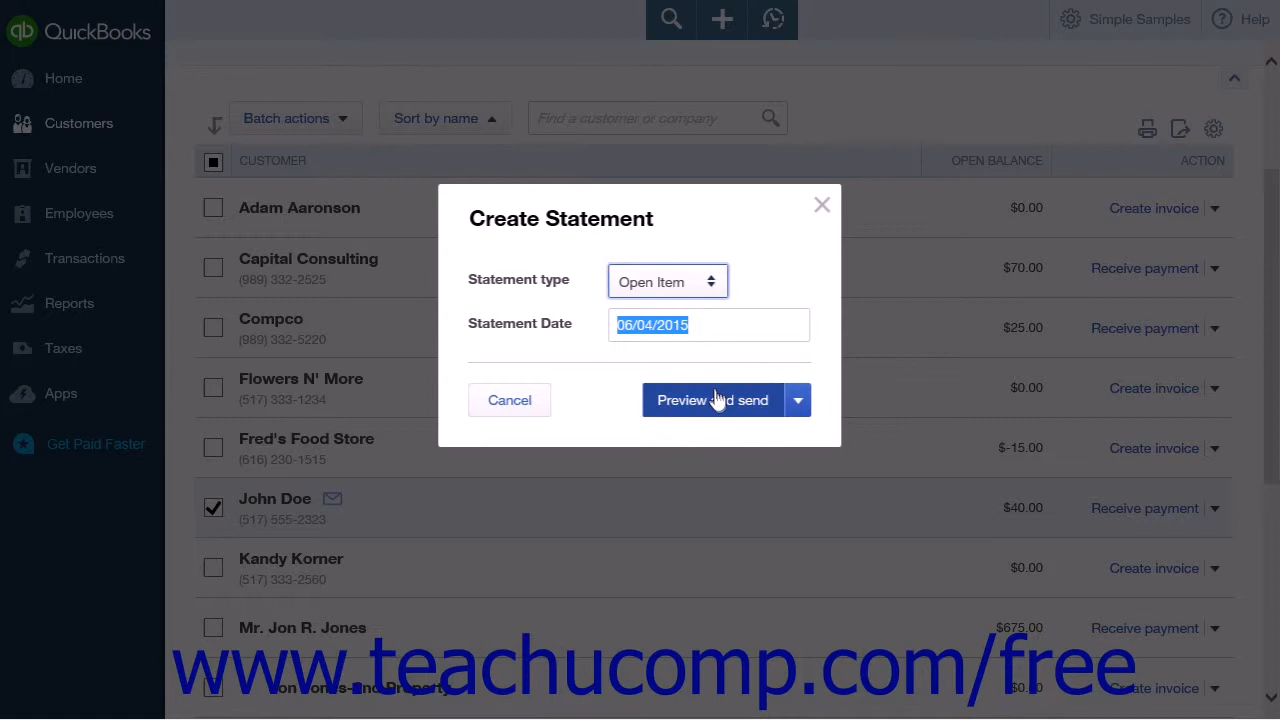 QuickBooks
Simple Samples
Help
Home
Customers
Vendors
Employees
Transactions
Reports
Taxes
Apps
Get Paid Faster
Batch actions
Sort by name
Find a customer or company
CUSTOMER OPEN BALANCE ACTION
Adam Aaronson $0.00 Create invoice
Capital Consulting
(989) 332-2525
$70.00 Receive payment
Compco
(989) 332-5220
$25.00 Receive payment
Flowers N' More
(517) 333-1234
$0.00 Create invoice
Fred's Food Store
(616) 230-1515
$-15.00 Create invoice
John Doe
(517) 555-2323
$40.00 Receive payment
Kandy Korner
(517) 333-2560
$0.00 Create invoice
Mr. Jon R. Jones $675.00 Receive payment
Property $0.00 Create invoice
Create Statement
Statement type Open Item
Statement Date 06/04/2015
Cancel
Preview and send
www.teachucomp.com/free